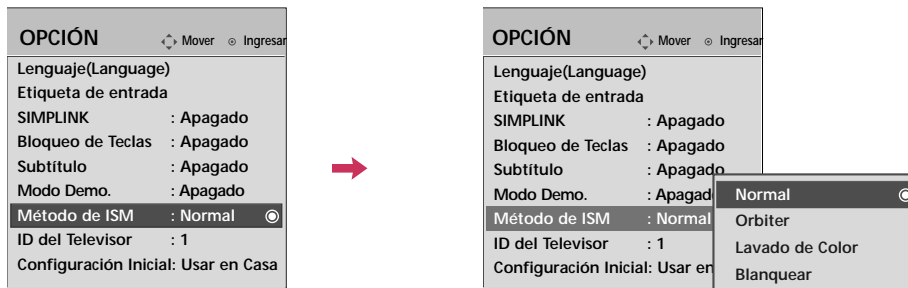 OPCIÓN Mover Ingresar
Lenguaje(Language)
Etiqueta de entrada
SIMPLINK : Apagado
Bloqueo de Teclas : Apagado
Subtítulo : Apagado
Modo Demo. : Apagado
Método de ISM : Normal
ID del Televisor : 1
Configuración Inicial: Usar en Casa
OPCIÓN Mover Ingresar
Lenguaje(Language)
Etiqueta de entrada
SIMPLINK : Apagado
Bloqueo de Teclas : Apagado
Subtítulo : Apagado
Modo Demo. : Apagad
Método de ISM : Normal
ID del Televisor : 1
Configuración Inicial: Usar en
Normal
Orbiter
Lavado de Color
Blanquear